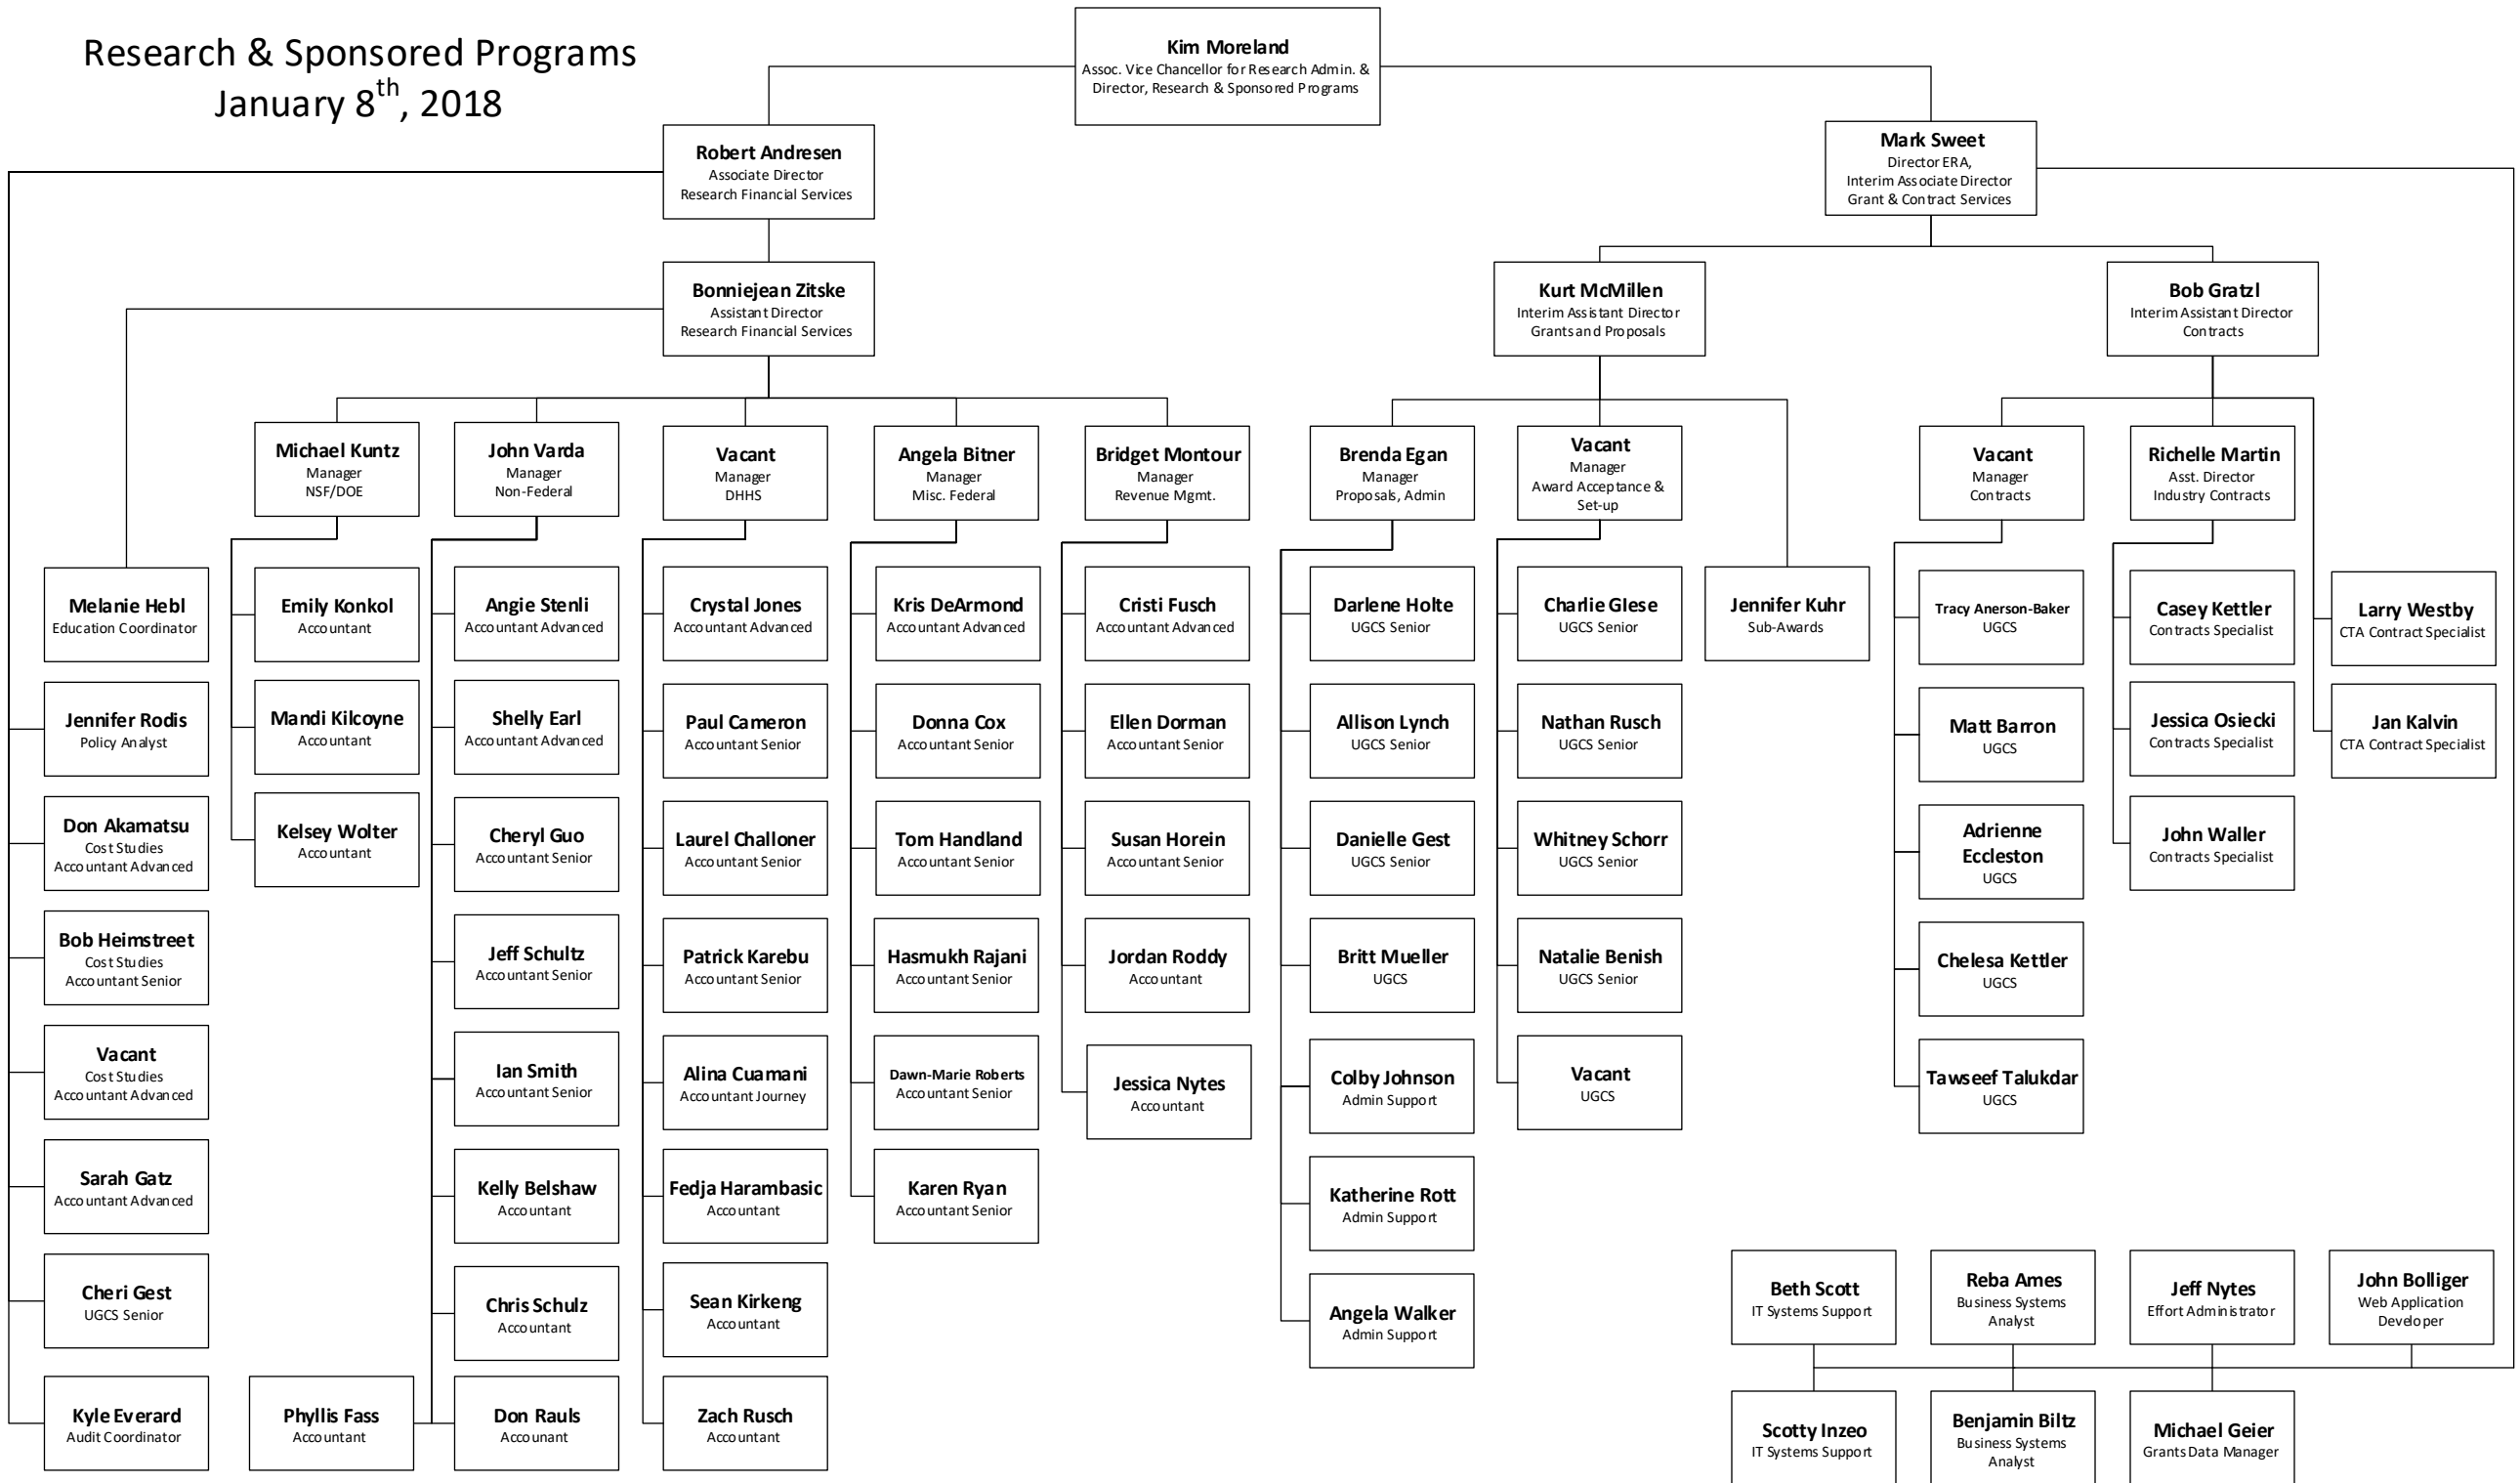 Research & Sponsored Programs
January 8th, 2018
Kim Moreland
Assoc. Vice Chancellor for Research Admin. &
Director, Research & Sponsored Programs
Robert Andresen
Associate Director
Research Financial Services
Mark Sweet
Director ERA,
Interim Associate Director
Grant & Contract Services
Bonniejean Zitske
Assistant Director
Research Financial Services
Kurt McMillen
Interim Assistant Director
Grants and Proposals
Bob Gratzl
Interim Assistant Director
Contracts
Michael Kuntz
Manager
NSF/DOE
John Varda
Manager
Non-Federal
Vacant
Manager
DHHS
Angela Bitner
Manager
Misc. Federal
Bridget Montour
Manager
Revenue Mgmt.
Brenda Egan
Manager
Proposals, Admin
Vacant
Manager
Award Acceptance &
Set-up
Vacant
Manager
Contracts
Richelle Martin
Asst. Director
Industry Contracts
Melanie Hebl
Education Coordinator
Jennifer Rodis
Policy Analyst
Don Akamatsu
Cost Studies
Accountant Advanced
Bob Heimstreet
Cost Studies
Accountant Senior
Vacant
Cost Studies
Accountant Advanced
Sarah Gatz
Accountant Advanced
Cheri Gest
UGCS Senior
Kyle Everard
Audit Coordinator
Emily Konkol
Accountant
Mandi Kilcoyne
Accountant
Kelsey Wolter
Accountant
Phyllis Fass
Accountant
Angie Stenli
Accountant Advanced
Shelly Earl
Accountant Advanced
Cheryl Guo
Accountant Senior
Jeff Schultz
Accountant Senior
Ian Smith
Accountant Senior
Kelly Belshaw
Accountant
Chris Schulz
Accountant
Don Rauls
Accounant
Crystal Jones
Accountant Advanced
Paul Cameron
Accountant Senior
Laurel Challoner
Accountant Senior
Patrick Karebu
Accountant Senior
Alina Cuamani
Accountant Journey
Fedja Harambasic
Accountant
Sean Kirkeng
Accountant
Zach Rusch
Accountant
Kris DeArmond
Accountant Advanced
Donna Cox
Accountant Senior
Tom Handland
Accountant Senior
Hasmukh Rajani
Accountant Senior
Dawn-Marie Roberts
Accountant Senior
Karen Ryan
Accountant Senior
Cristi Fusch
Accountant Advanced
Ellen Dorman
Accountant Senior
Susan Horein
Accountant Senior
Jordan Roddy
Accountant
Jessica Nytes
Accountant
Darlene Holte
UGCS Senior
Allison Lynch
UGCS Senior
Danielle Gest
UGCS Senior
Britt Mueller
UGCS
Colby Johnson
Admin Support
Katherine Rott
Admin Support
Angela Walker
Admin Support
Charlie GIese
UGCS Senior
Nathan Rusch
UGCS Senior
Whitney Schorr
UGCS Senior
Natalie Benish
UGCS Senior
Vacant
UGCS
Jennifer Kuhr
Sub-Awards
Tracy Anerson-Baker
UGCS
Matt Barron
UGCS
Adrienne
Eccleston
UGCS
Chelesa Kettler
UGCS
Tawseef Talukdar
UGCS
Casey Kettler
Contracts Specialist
Jessica Osiecki
Contracts Specialist
John Waller
Contracts Specialist
Larry Westby
CTA Contract Specialist
Jan Kalvin
CTA Contract Specialist
Beth Scott
IT Systems Support
Reba Ames
Business Systems
Analyst
Jeff Nytes
Effort Administrator
John Bolliger
Web Application
Developer
Scotty Inzeo
IT Systems Support
Benjamin Biltz
Business Systems
Analyst
Michael Geier
Grants Data Manager